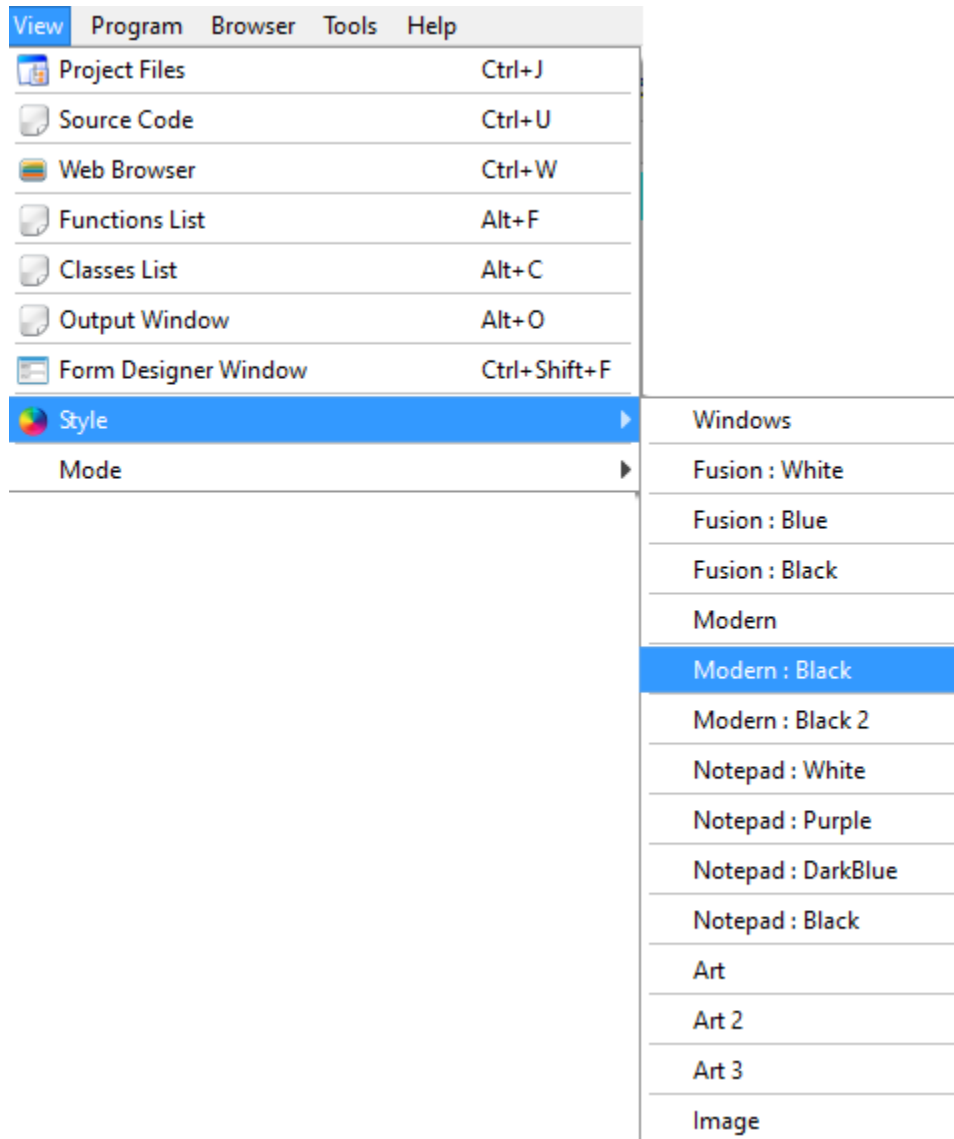 View Program Browser Tools Help
Project Files Ctrl+J
Source Code Ctrl+U
Web Browser Ctrl+W
Functions List Alt+F
Classes List Alt+C
Output Window Alt+O
Form Designer Window Ctrl+Shift+F
Style
Mode
Windows
Fusion : White
Fusion : Blue
Fusion : Black
Modern
Modern : Black
Modern : Black 2
Notepad : White
Notepad : Purple
Notepad : DarkBlue
Notepad : Black
Art
Art 2
Art 3
Image